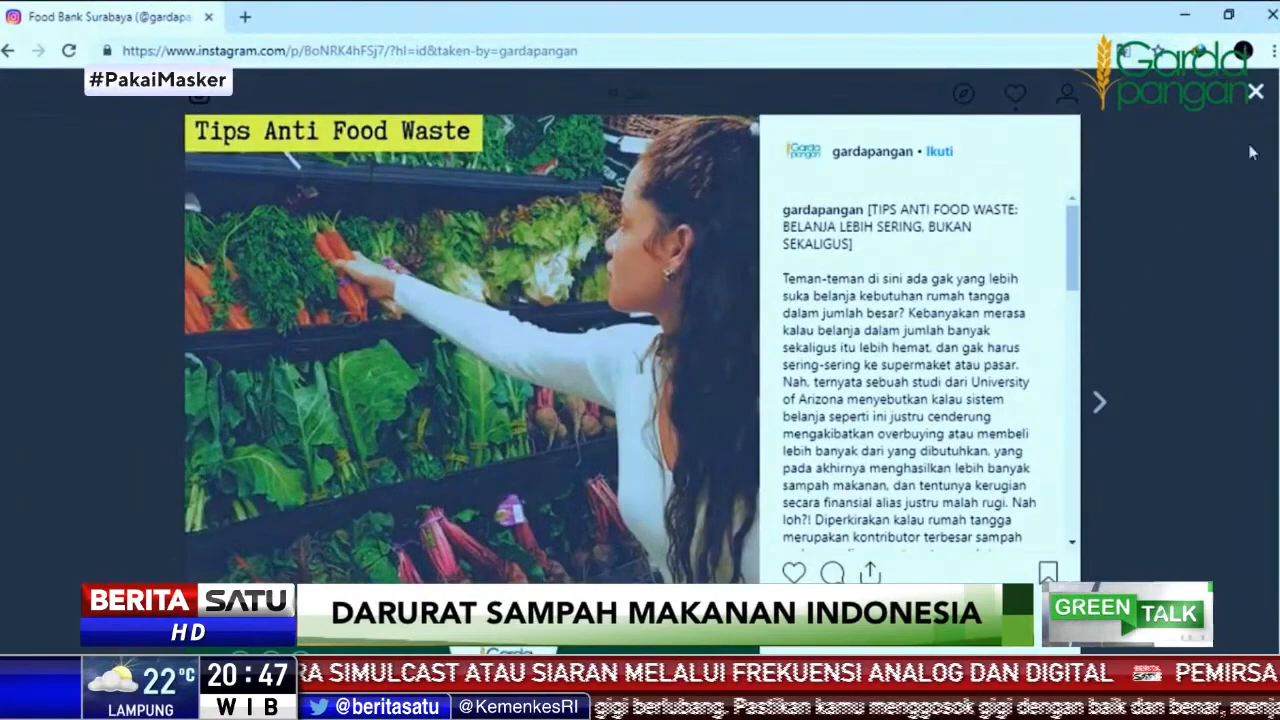 Food Bank Surabaya (@gardapa
https://www.instagram.com/p/BoNRK4hFSj7/?hl=id&taken-by=gardapangan
#PakaiMasker
Garda
pangan
Tips Anti Food Waste
Garda
pangan
gardapangan • Ikuti
gardapangan [TIPS ANTI FOOD WASTE:
BELANJA LEBIH SERING, BUKAN
SEKALIGUS]
Teman-teman di sini ada gak yang lebih
suka belanja kebutuhan rumah tangga
dalam jumlah besar? Kebanyakan merasa
kalau belanja dalam jumlah banyak
sekaligus itu lebih hemat, dan gak harus
sering-sering ke supermaket atau pasar.
Nah, ternyata sebuah studi dari University
of Arizona menyebutkan kalau sistem
belanja seperti ini justru cenderung
mengakibatkan overbuying atau membeli
lebih banyak dari yang dibutuhkan, yang
pada akhirnya menghasilkan lebih banyak
sampah makanan, dan tentunya kerugian
secara finansial alias justru malah rugi. Nah
loh?! Diperkirakan kalau rumah tangga
merupakan kontributor terbesar sampah
BERITA SATU
HD
DARURAT SAMPAH MAKANAN INDONESIA
GREEN TALK
22°C
LAMPUNG
20:47
WIB
RA SIMULCAST ATAU SIARAN MELALUI FREKUENSI ANALOG DAN DIGITAL BERITA SATU PEMIRSA
@beritasatu @KemenkesRI gigi berlubang. Pastikan kamu menggosok gigi dengan baik dan benar,